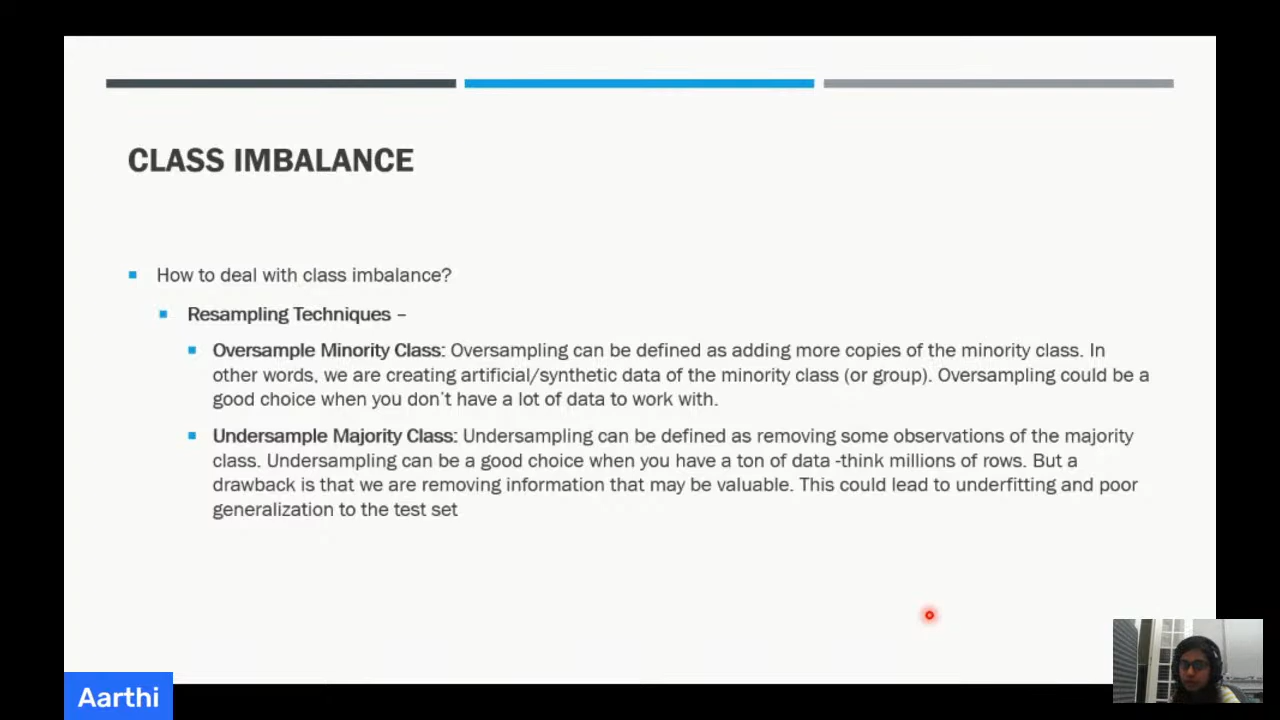 CLASS IMBALANCE
How to deal with class imbalance?
Resampling Techniques –
Oversample Minority Class: Oversampling can be defined as adding more copies of the minority class. In
other words, we are creating artificial/synthetic data of the minority class (or group). Oversampling could be a
good choice when you don't have a lot of data to work with.
Undersample Majority Class: Undersampling can be defined as removing some observations of the majority
class. Undersampling can be a good choice when you have a ton of data -think millions of rows. But a
drawback is that we are removing information that may be valuable. This could lead to underfitting and poor
generalization to the test set
Aarthi